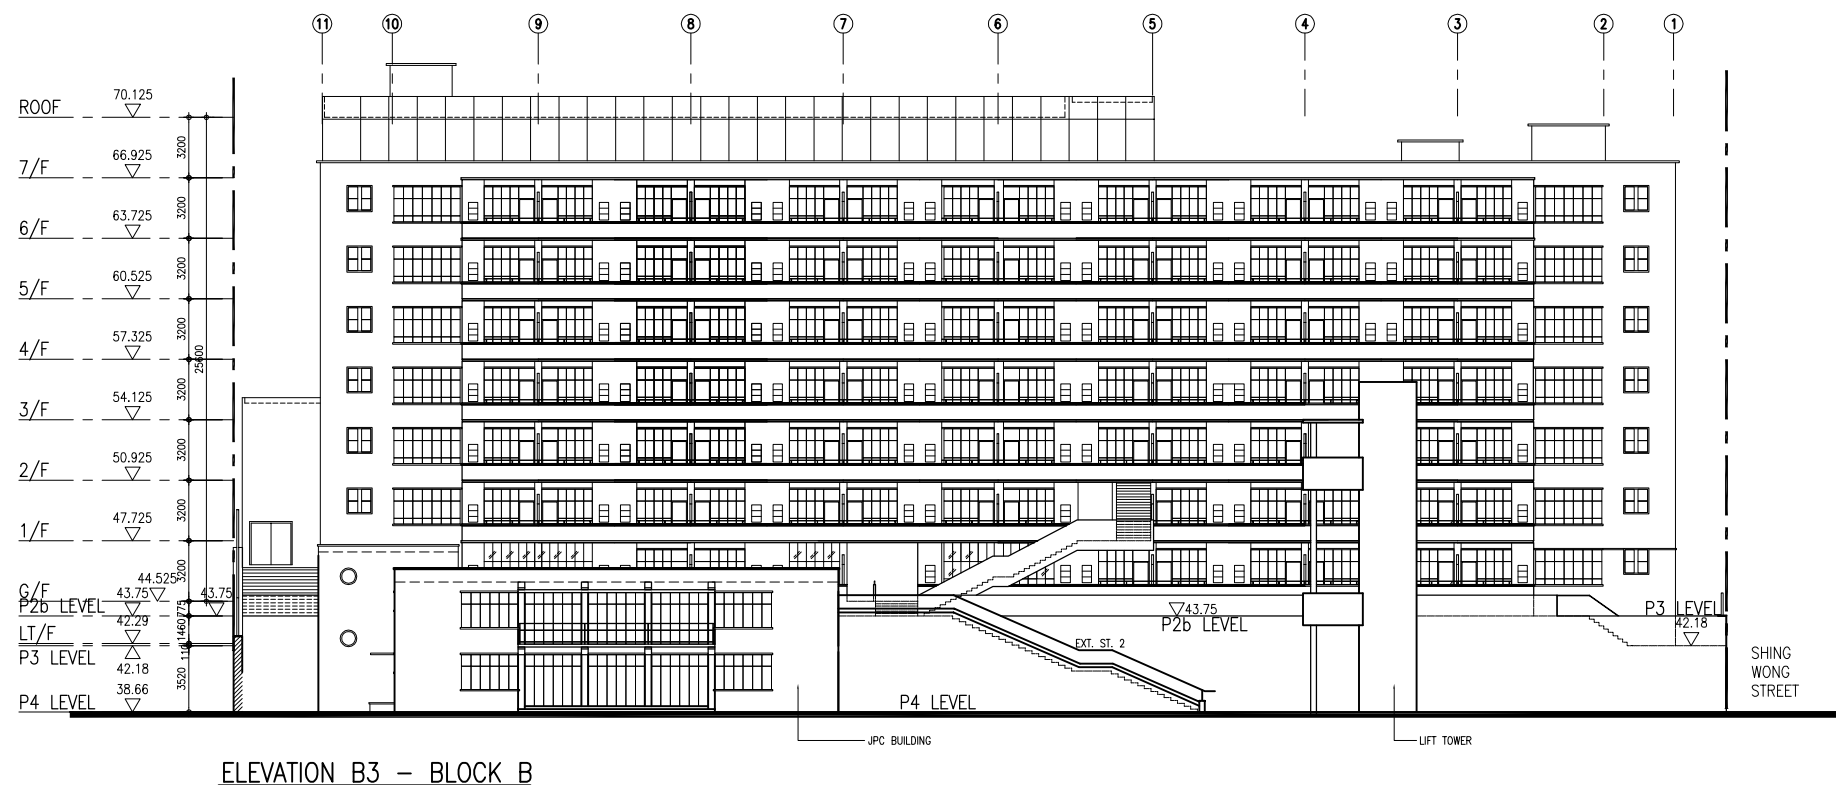 11 10 9 8 7 6 5 4 3 2 1
ROOF 70.125
3200
7/F 66.925
3200
6/F 63.725
3200
5/F 60.525
3200
4/F 57.325
25600
3200
3/F 54.125
3200
2/F 50.925
3200
1/F 47.725
3200
44.525
G/F 43.75 43.75
P2b LEVEL
775
LT/F 42.29
1460
P3 LEVEL
110
42.18
3520
P4 LEVEL 38.66
43.75
P2b LEVEL
P3 LEVEL
42.18
EXT. ST. 2
P4 LEVEL
SHING
WONG
STREET
JPC BUILDING
LIFT TOWER
ELEVATION B3 – BLOCK B